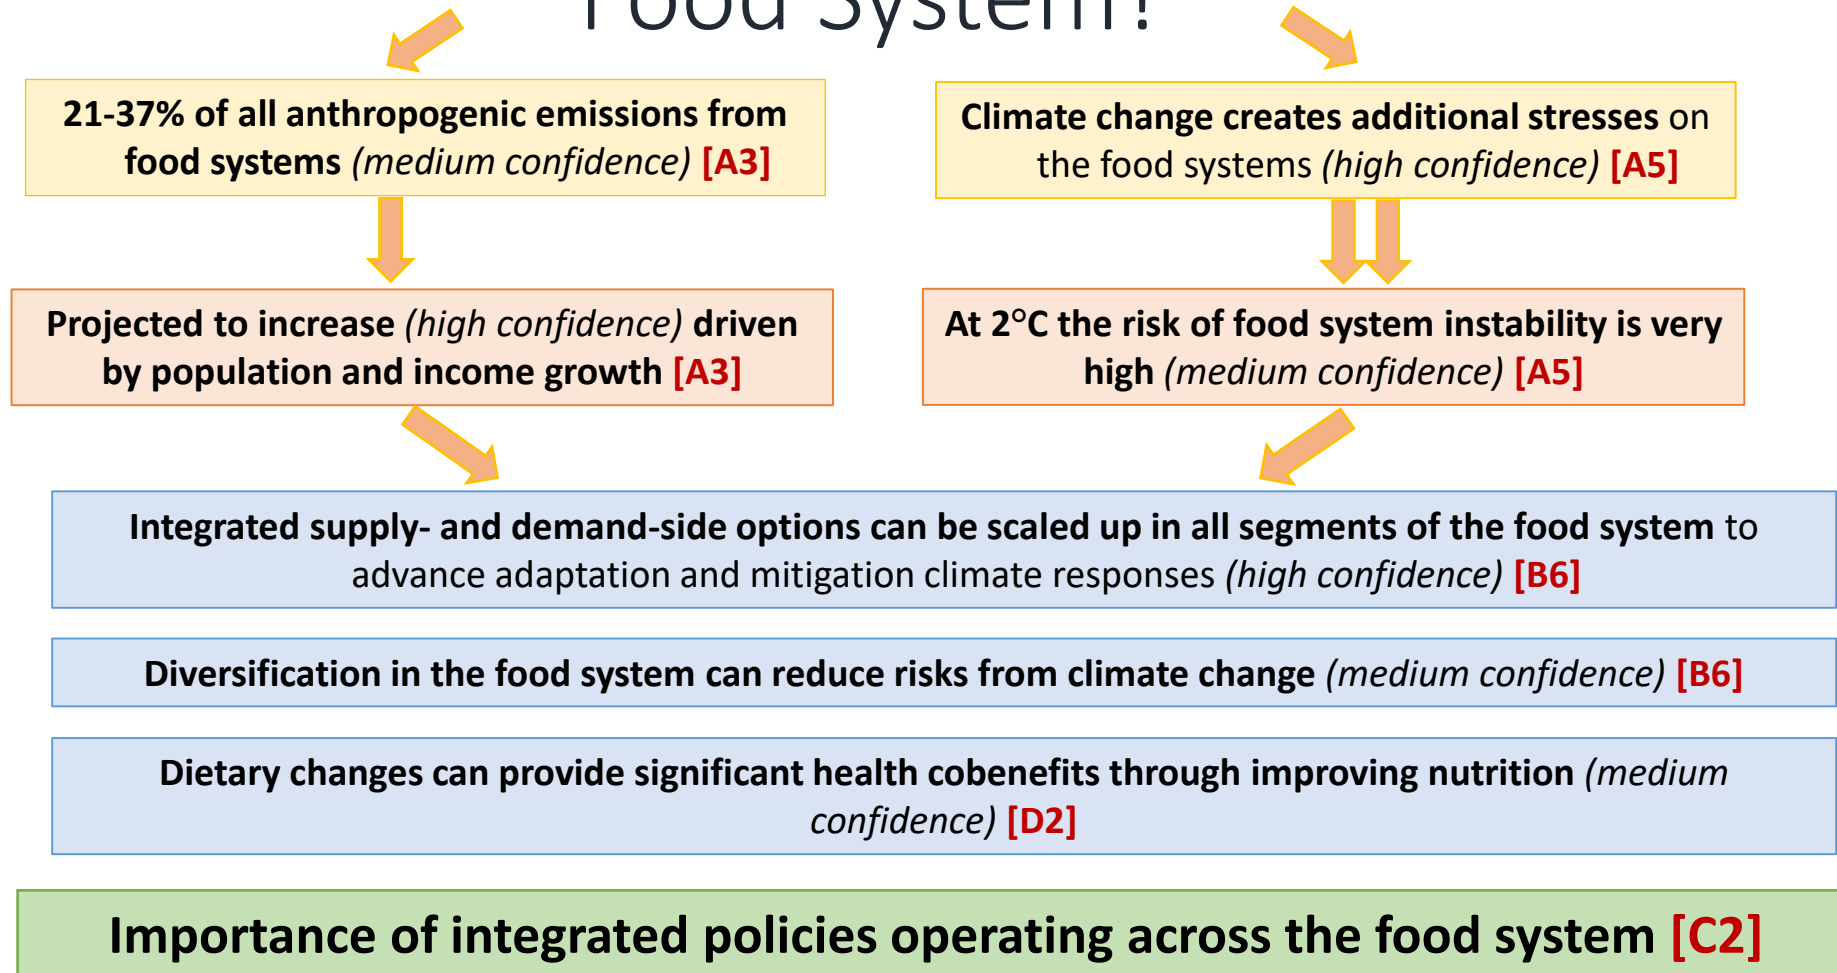 Food System?
21-37% of all anthropogenic emissions from
food systems (medium confidence) [A3]
Climate change creates additional stresses on
the food systems (high confidence) [A5]
Projected to increase (high confidence) driven
by population and income growth [A3]
At 2°C the risk of food system instability is very
high (medium confidence) [A5]
Integrated supply- and demand-side options can be scaled up in all segments of the food system to
advance adaptation and mitigation climate responses (high confidence) [B6]
Diversification in the food system can reduce risks from climate change (medium confidence) [B6]
Dietary changes can provide significant health cobenefits through improving nutrition (medium
confidence) [D2]
Importance of integrated policies operating across the food system [C2]